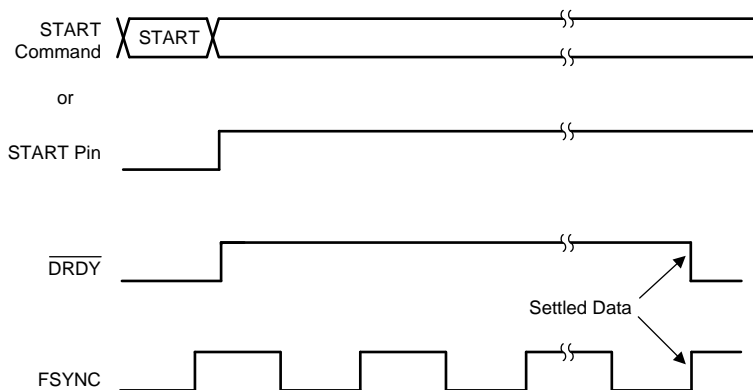 START
Command
START
or
START Pin
DRDY
Settled Data
FSYNC